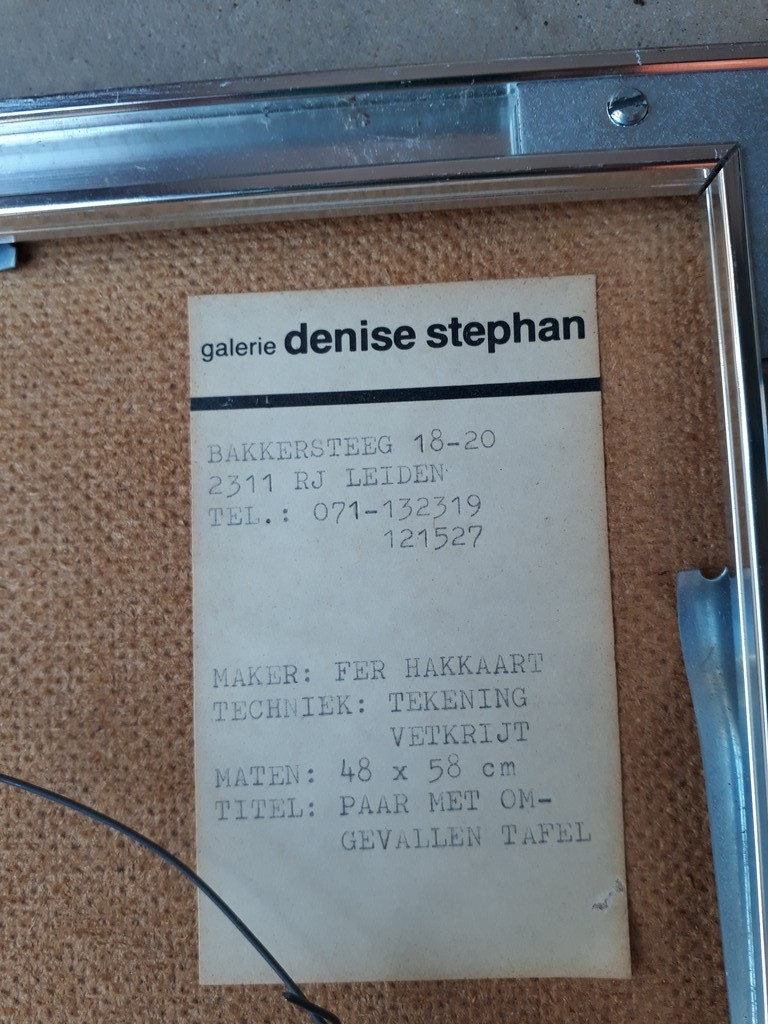 galerie denise stephan
BAKKERSTEEG 18-20
2311 RJ LEIDEN
TEL.: 071-132319
121527
MAKER: FER HAKKAART
TECHNIEK: TEKENING
VETKRIJT
MATEN: 48 x 58 cm
TITEL: PAAR MET OM-
GEVALLEN TAFEL